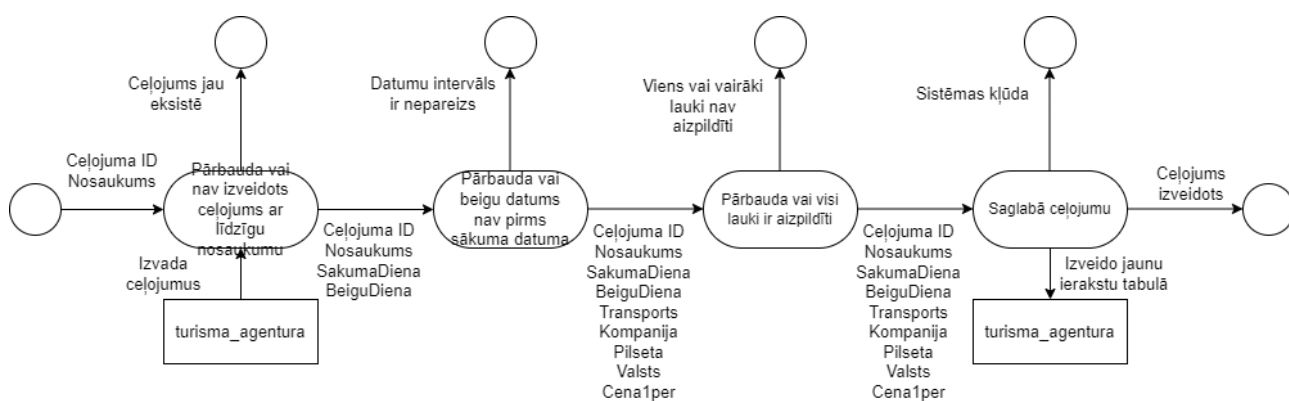 Ceļojums jau
eksistē
Datumu intervāls
ir nepareizs
Viens vai vairāki
lauki nav
aizpildīti
Sistēmas kļūda
Ceļojuma ID
Nosaukums
Pārbauda vai
nav izveidots
ceļojums ar
līdzīgu
nosaukumu
Ceļojuma ID
Nosaukums
SakumaDiena
BeiguDiena
Pārbauda vai
beigu datums
nav pirms
sākuma datuma
Ceļojuma ID
Nosaukums
SakumaDiena
BeiguDiena
Transports
Kompanija
Pilseta
Valsts
Cena1per
Pārbauda vai visi
lauki ir aizpildīti
Ceļojuma ID
Nosaukums
SakumaDiena
BeiguDiena
Transports
Kompanija
Pilseta
Valsts
Cena1per
Saglabā ceļojumu
Ceļojums
izveidots
Izvada
ceļojumus
turisma_agentura
Izveido jaunu
ierakstu tabulā
turisma_agentura